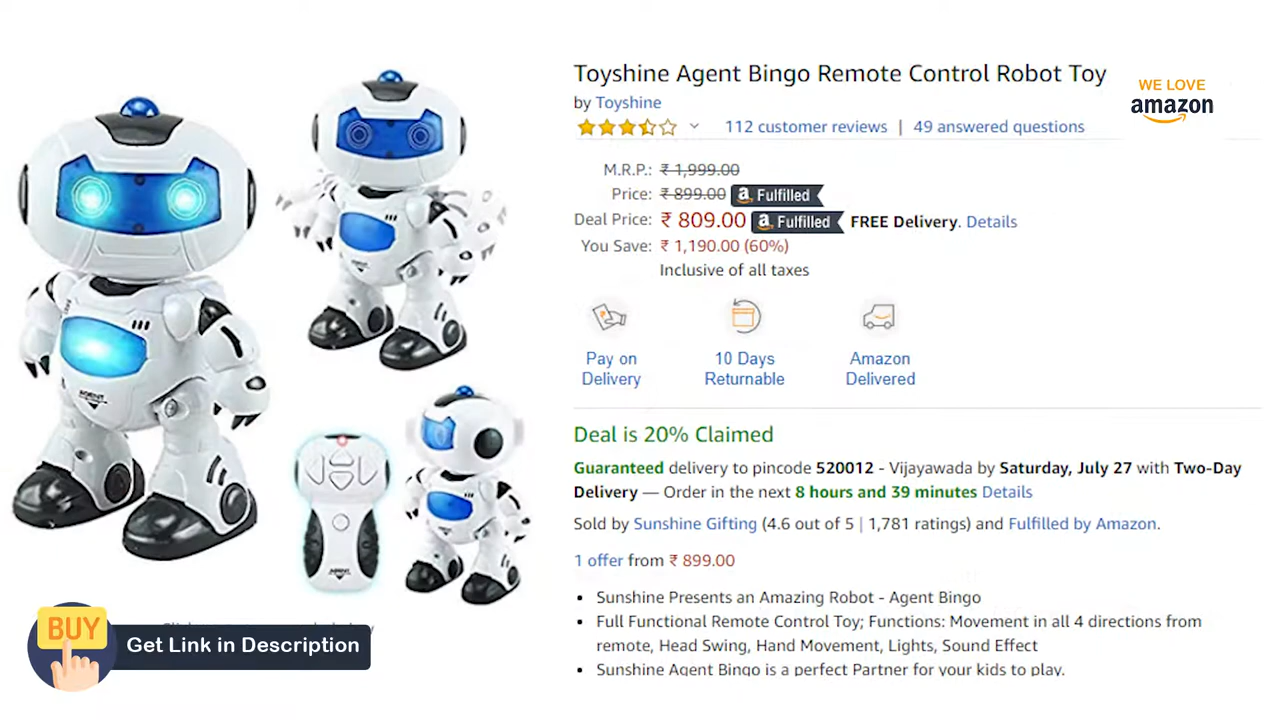 Toyshine Agent Bingo Remote Control Robot Toy
by Toyshine
112 customer reviews | 49 answered questions
WE LOVE
amazon
M.R.P.: ₹ 1,999.00
Price: ₹ 899.00 a Fulfilled
Deal Price: ₹ 809.00 a Fulfilled FREE Delivery. Details
You Save: ₹ 1,190.00 (60%)
Inclusive of all taxes
Pay on
Delivery
10 Days
Returnable
Amazon
Delivered
Deal is 20% Claimed
Guaranteed delivery to pincode 520012 - Vijayawada by Saturday, July 27 with Two-Day
Delivery — Order in the next 8 hours and 39 minutes Details
Sold by Sunshine Gifting (4.6 out of 5 | 1,781 ratings) and Fulfilled by Amazon.
1 offer from ₹ 899.00
• Sunshine Presents an Amazing Robot - Agent Bingo
• Full Functional Remote Control Toy; Functions: Movement in all 4 directions from
remote, Head Swing, Hand Movement, Lights, Sound Effect
• Sunshine Agent Bingo is a perfect Partner for your kids to play.
AGENT
BUY
Get Link in Description